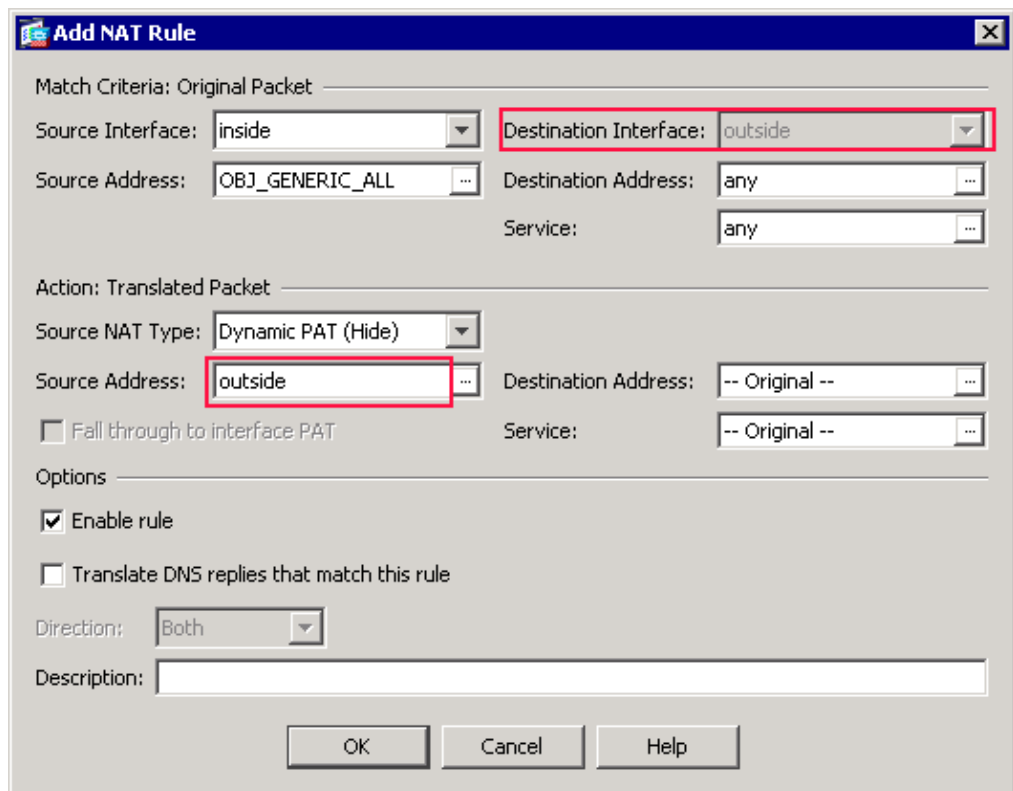 Add NAT Rule
Match Criteria: Original Packet
Source Interface: inside Destination Interface: outside
Source Address: OBJ_GENERIC_ALL ... Destination Address: any ...
Service: any ...
Action: Translated Packet
Source NAT Type: Dynamic PAT (Hide)
Source Address: outside ... Destination Address: -- Original -- ...
Fall through to interface PAT Service: -- Original -- ...
Options
Enable rule
Translate DNS replies that match this rule
Direction: Both
Description:
OK Cancel Help